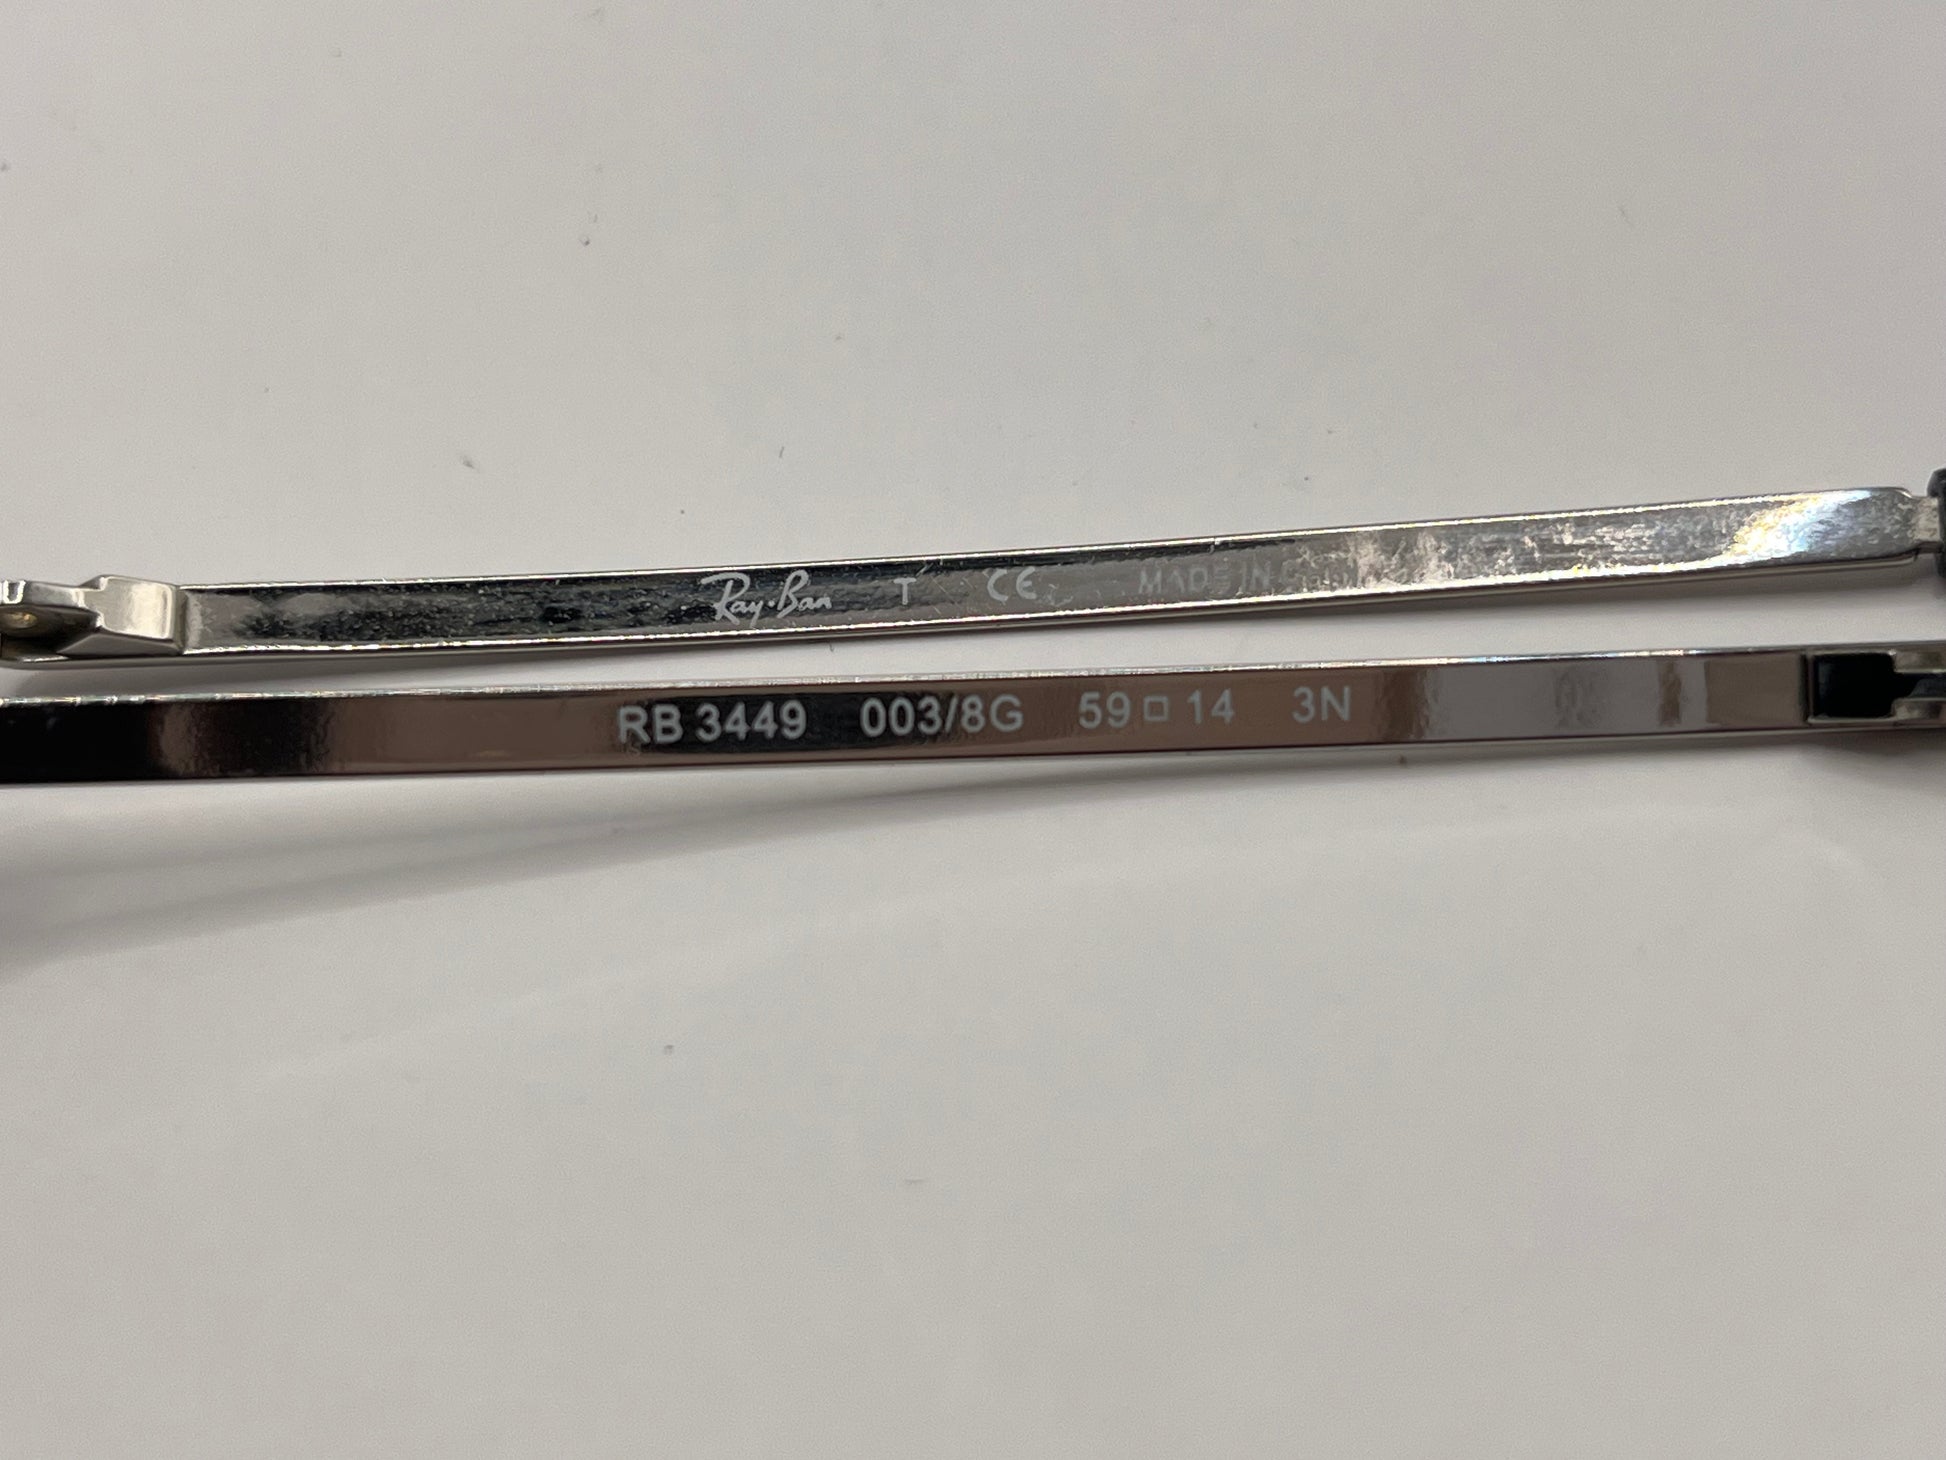 Ray-Ban T CE MADE IN
RB 3449 003/8G 59□14 3N